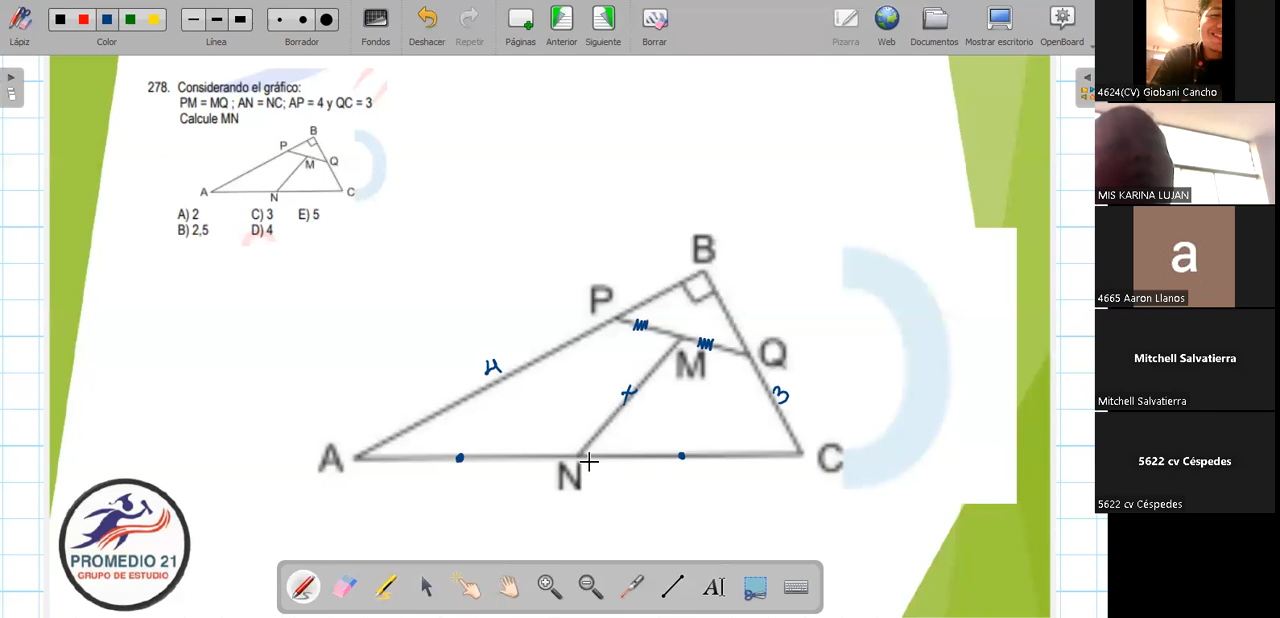 Lápiz
Color
Línea
Borrador
Fondos
Deshacer
Repetir
Páginas
Anterior
Siguiente
Borrar
Pizarra
Web
Documentos
Mostrar escritorio
OpenBoard
278. Considerando el gráfico:
PM = MQ ; AN = NC; AP = 4 y QC = 3
Calcule MN
B
P
Q
M
A
N
C
A) 2 C) 3 E) 5
B) 2,5 D) 4
B
P
Q
M
4
x
3
A
N
C
PROMEDIO 21
GRUPO DE ESTUDIO
AI
4624(CV) Giobani Cancho
MIS KARINA LUJAN
a
4665 Aaron Llanos
Mitchell Salvatierra
Mitchell Salvatierra
5622 cv Céspedes
5622 cv Céspedes